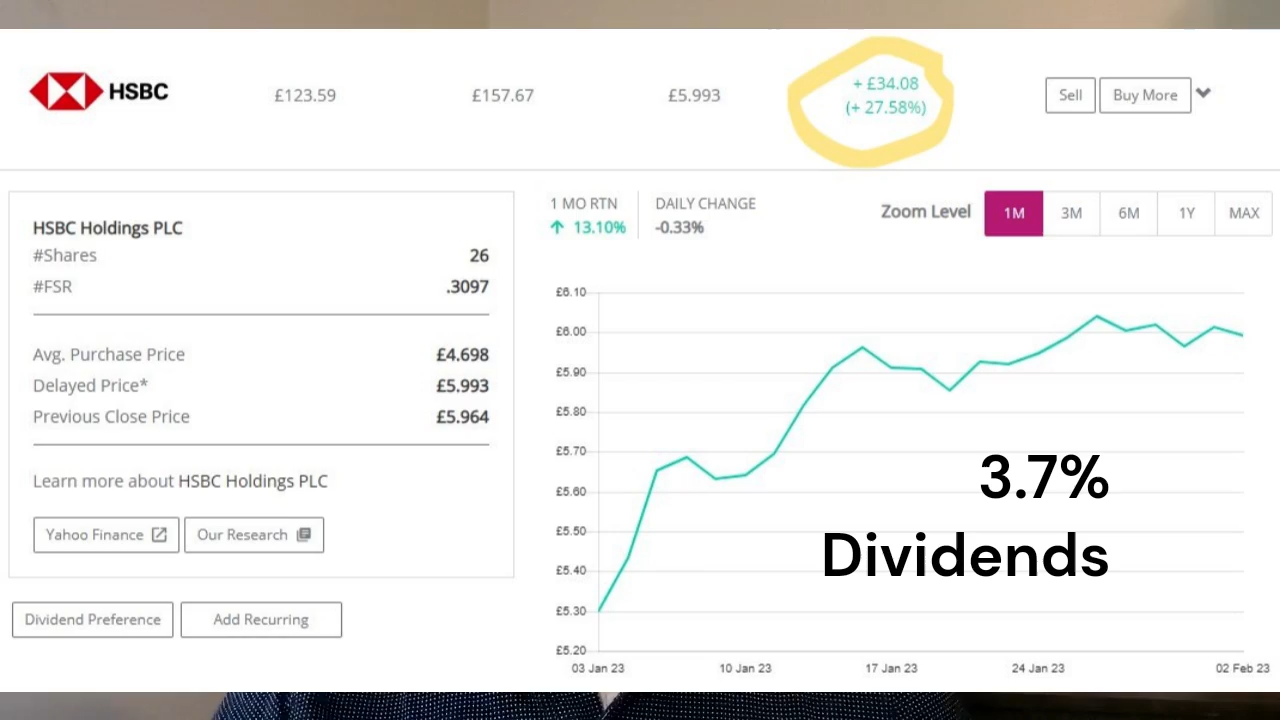 HSBC £123.59 £157.67 £5.993 + £34.08 Sell Buy More
(+ 27.58%)
HSBC Holdings PLC
#Shares 26
#FSR .3097
Avg. Purchase Price £4.698
Delayed Price* £5.993
Previous Close Price £5.964
Learn more about HSBC Holdings PLC
Yahoo Finance Our Research
Dividend Preference Add Recurring
1 MO RTN DAILY CHANGE
13.10% -0.33%
Zoom Level 1M 3M 6M 1Y MAX
£6.10
£6.00
£5.90
£5.80
£5.70
£5.60
£5.50
£5.40
£5.30
£5.20
03 Jan 23 10 Jan 23 17 Jan 23 24 Jan 23 02 Feb 23
3.7%
Dividends